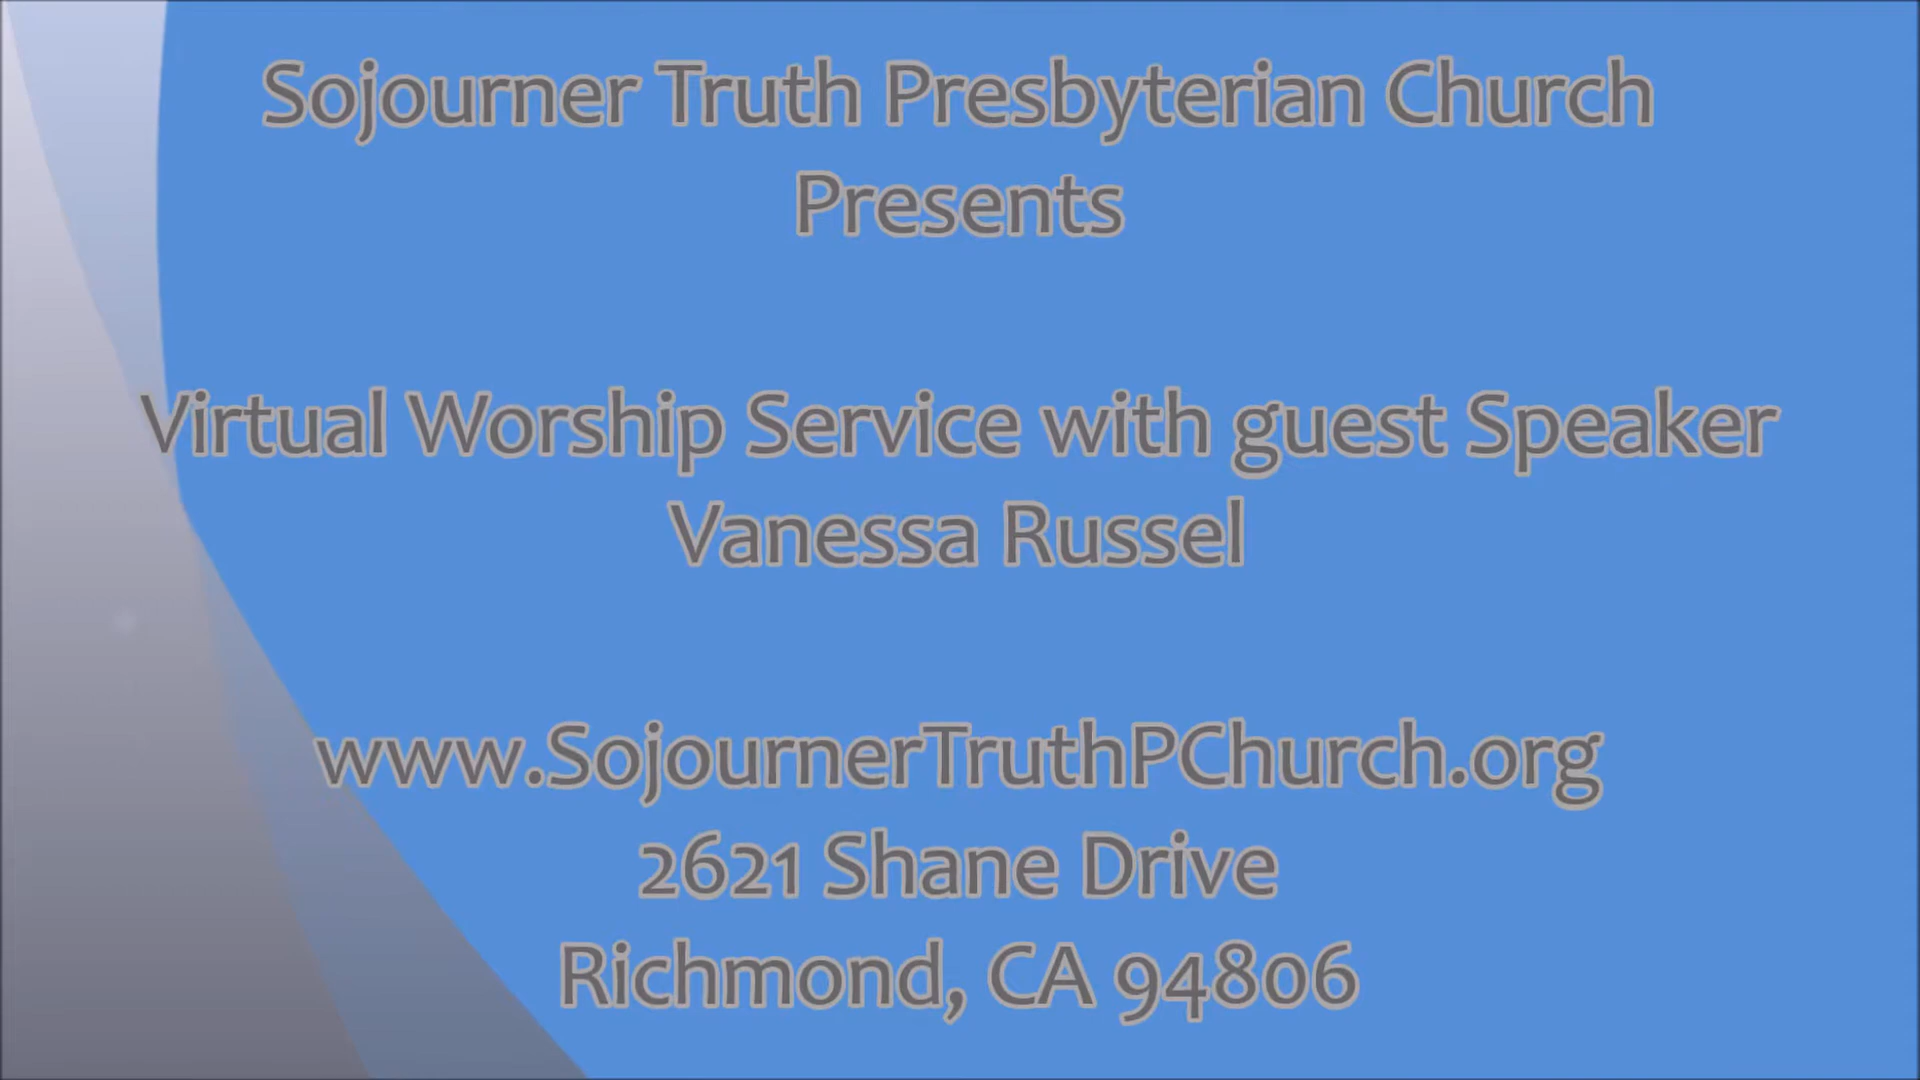 Sojourner Truth Presbyterian Church
Presents
Virtual Worship Service with guest Speaker
Vanessa Russel
www.SojournerTruthPChurch.org
2621 Shane Drive
Richmond, CA 94806